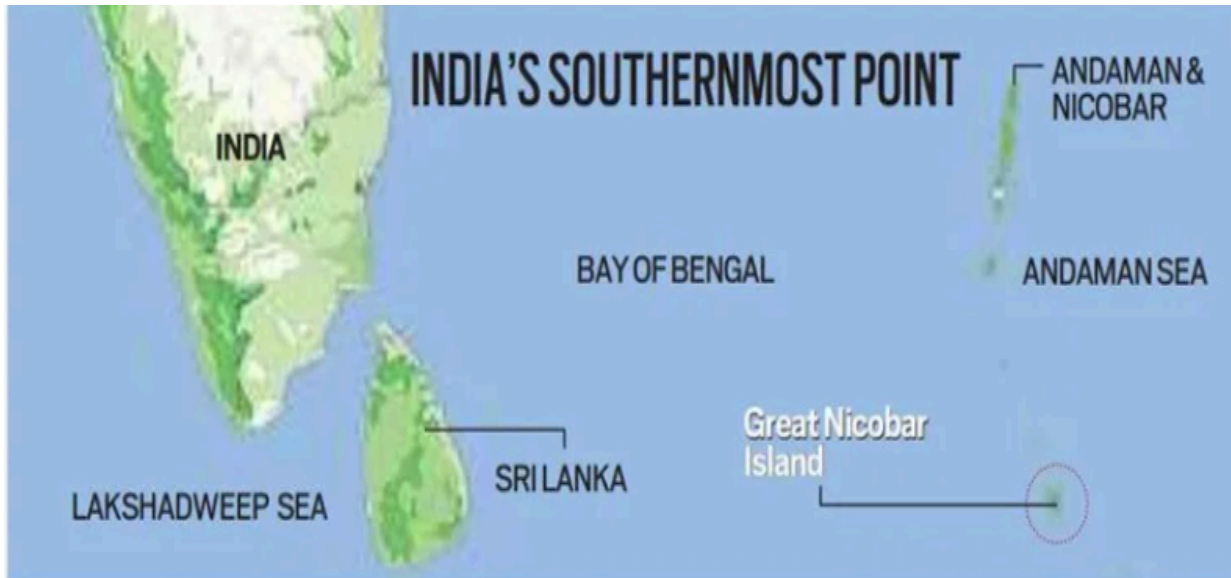 INDIA'S SOUTHERNMOST POINT
ANDAMAN &
NICOBAR
INDIA
BAY OF BENGAL
ANDAMAN SEA
Great Nicobar
Island
SRI LANKA
LAKSHADWEEP SEA